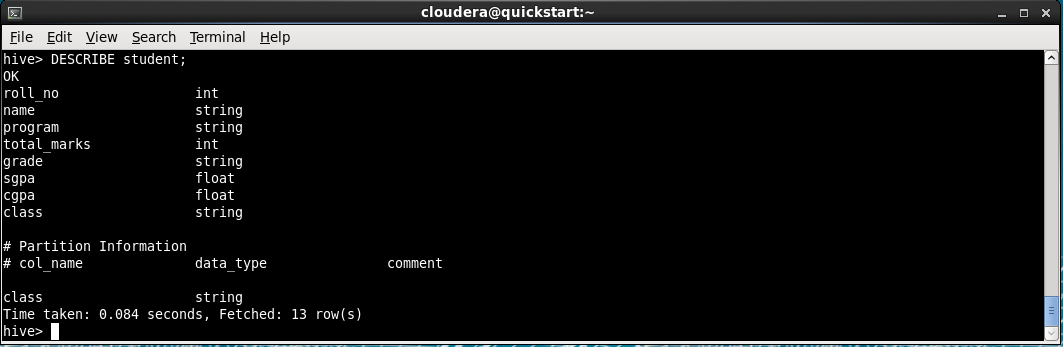 cloudera@quickstart:~
File Edit View Search Terminal Help
hive> DESCRIBE student;
OK
roll_no                 int
name                    string
program                 string
total_marks             int
grade                   string
sgpa                    float
cgpa                    float
class                   string
# Partition Information
# col_name              data_type               comment
class                   string
Time taken: 0.084 seconds, Fetched: 13 row(s)
hive>